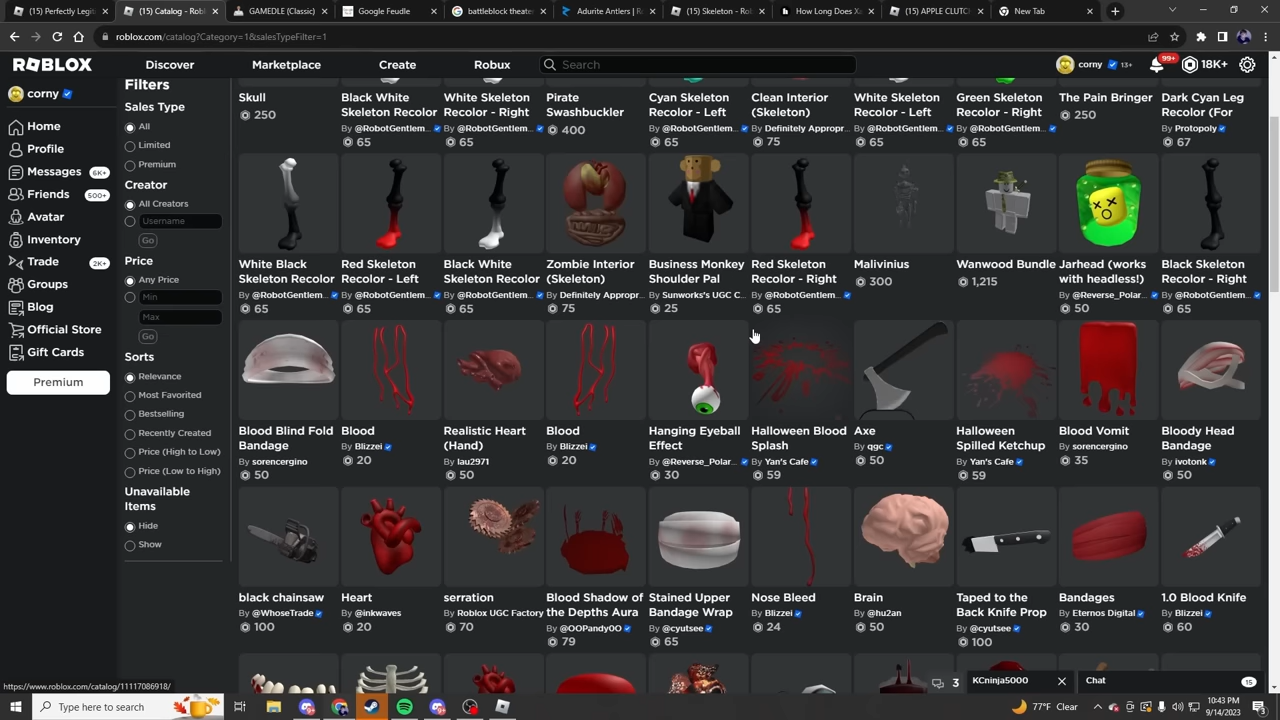 (15) Perfectly Legit
(15) Catalog - Rob
GAMEDLE (Classic)
Google Feudle
battleblock theate
Adurite Antlers | R
(15) Skeleton - Ro
How Long Does Xa
(15) APPLE CLUTCH
New Tab
roblox.com/catalog?Category=1&salesTypeFilter=1
ROBLOX
Discover
Marketplace
Create
Robux
Search
corny
13+
99+
18K+
corny
Home
Profile
Messages
6K+
Friends
500+
Avatar
Inventory
Trade
2K+
Groups
Blog
Official Store
Gift Cards
Premium
Filters
Sales Type
All
Limited
Premium
Creator
All Creators
Username
Go
Price
Any Price
Min
Max
Go
Sorts
Relevance
Most Favorited
Bestselling
Recently Created
Price (High to Low)
Price (Low to High)
Unavailable
Items
Hide
Show
Skull
250
Black White
Skeleton Recolor
By @RobotGentlem...
65
White Skeleton
Recolor - Right
By @RobotGentlem...
65
Pirate
Swashbuckler
400
Cyan Skeleton
Recolor - Left
By @RobotGentlem...
65
Clean Interior
(Skeleton)
By Definitely Appropr...
75
White Skeleton
Recolor - Left
By @RobotGentlem...
65
Green Skeleton
Recolor - Right
By @RobotGentlem...
65
The Pain Bringer
250
Dark Cyan Leg
Recolor (For
By Protopoly
67
White Black
Skeleton Recolor
By @RobotGentlem...
65
Red Skeleton
Recolor - Left
By @RobotGentlem...
65
Black White
Skeleton Recolor
By @RobotGentlem...
65
Zombie Interior
(Skeleton)
By Definitely Appropr...
75
Business Monkey
Shoulder Pal
By Sunworks's UGC C...
25
Red Skeleton
Recolor - Right
By @RobotGentlem...
65
Malivinius
300
Wanwood Bundle
1,215
Jarhead (works
with headless!)
By @Reverse_Polar...
50
Black Skeleton
Recolor - Right
By @RobotGentlem...
65
Blood Blind Fold
Bandage
By sorencergino
50
Blood
By Blizzei
20
Realistic Heart
(Hand)
By lau2971
50
Blood
By Blizzei
20
Hanging Eyeball
Effect
By @Reverse_Polar...
30
Halloween Blood
Splash
By Yan's Cafe
59
Axe
By qgc
50
Halloween
Spilled Ketchup
By Yan's Cafe
59
Blood Vomit
By sorencergino
35
Bloody Head
Bandage
By ivotonk
50
black chainsaw
By @WhoseTrade
100
Heart
By @inkwaves
20
serration
By Roblox UGC Factory
70
Blood Shadow of
the Depths Aura
By @OOPandy0O
79
Stained Upper
Bandage Wrap
By @cyutsee
65
Nose Bleed
By Blizzei
24
Brain
By @hu2an
50
Taped to the
Back Knife Prop
By @cyutsee
100
Bandages
By Eternos Digital
30
1.0 Blood Knife
By Blizzei
60
3
KCninja5000
Chat
15
https://www.roblox.com/catalog/11117086918/
Type here to search
77°F Clear
10:43 PM
9/14/2023